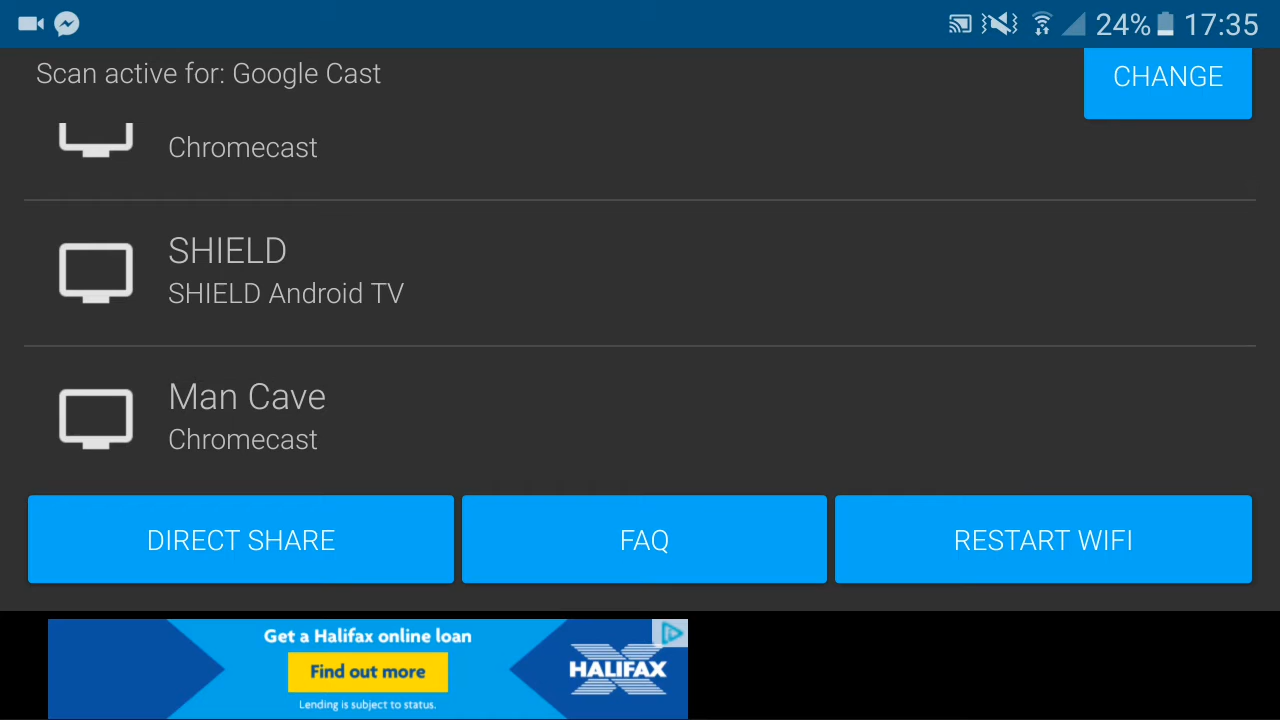 24% 17:35
Scan active for: Google Cast
CHANGE
Chromecast
SHIELD
SHIELD Android TV
Man Cave
Chromecast
DIRECT SHARE
FAQ
RESTART WIFI
Get a Halifax online loan
Find out more
HALIFAX
Lending is subject to status.